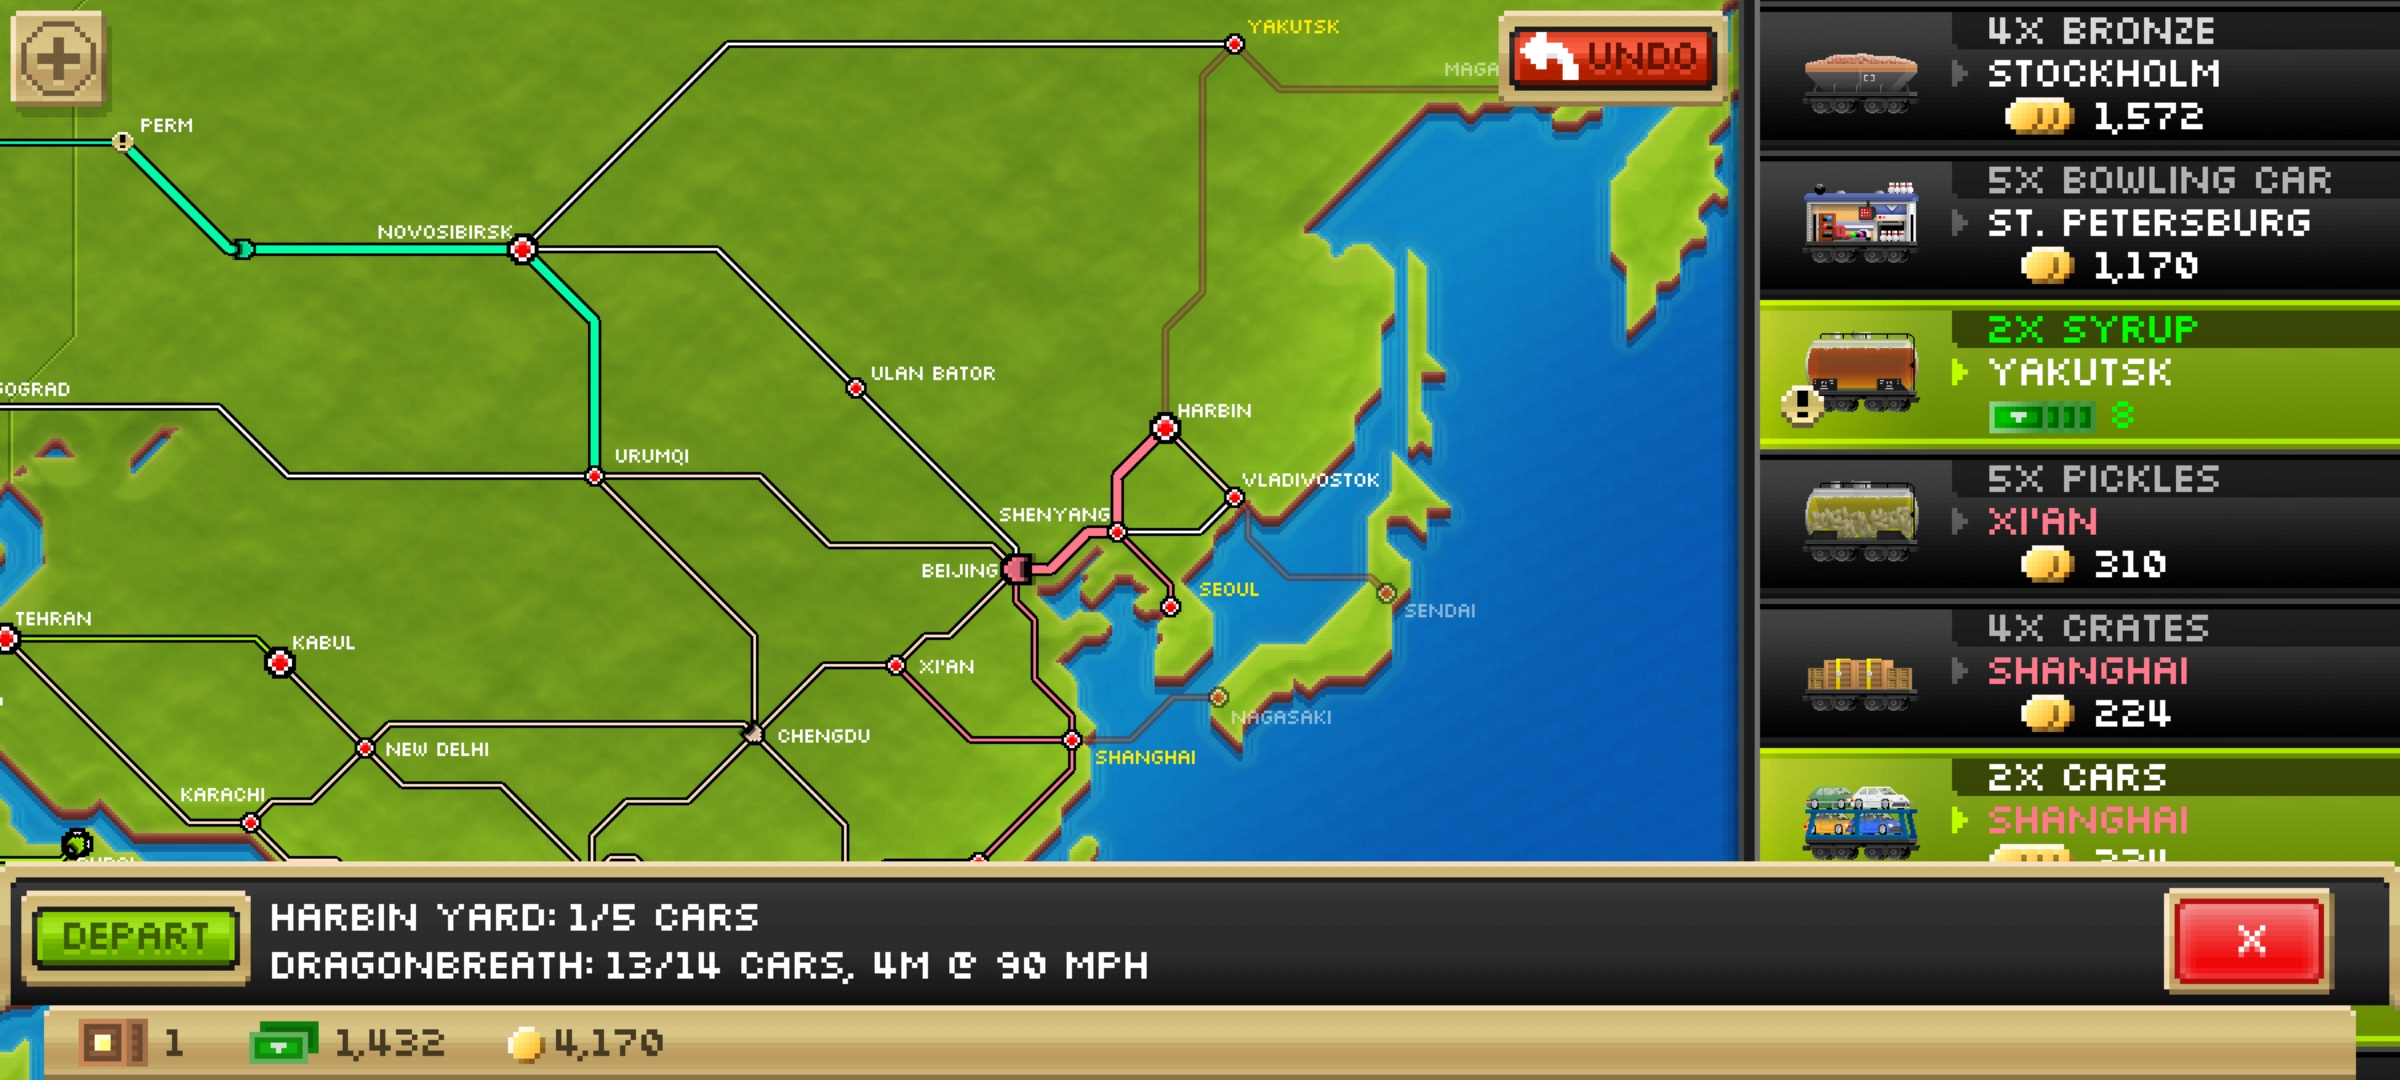 YAKUTSK
UNDO
PERM
NOVOSIBIRSK
ULAN BATOR
HARBIN
URUMQI
VLADIVOSTOK
SHENYANG
BEIJING
SEOUL
SENDAI
TEHRAN
KABUL
XI'AN
NAGASAKI
NEW DELHI
CHENGDU
SHANGHAI
KARACHI
4X BRONZE
STOCKHOLM
1,572
5X BOWLING CAR
ST. PETERSBURG
1,170
2X SYRUP
YAKUTSK
8
5X PICKLES
XI'AN
310
4X CRATES
SHANGHAI
224
2X CARS
SHANGHAI
DEPART
HARBIN YARD: 1/5 CARS
DRAGONBREATH: 13/14 CARS, 4M @ 90 MPH
X
1
1,432
4,170